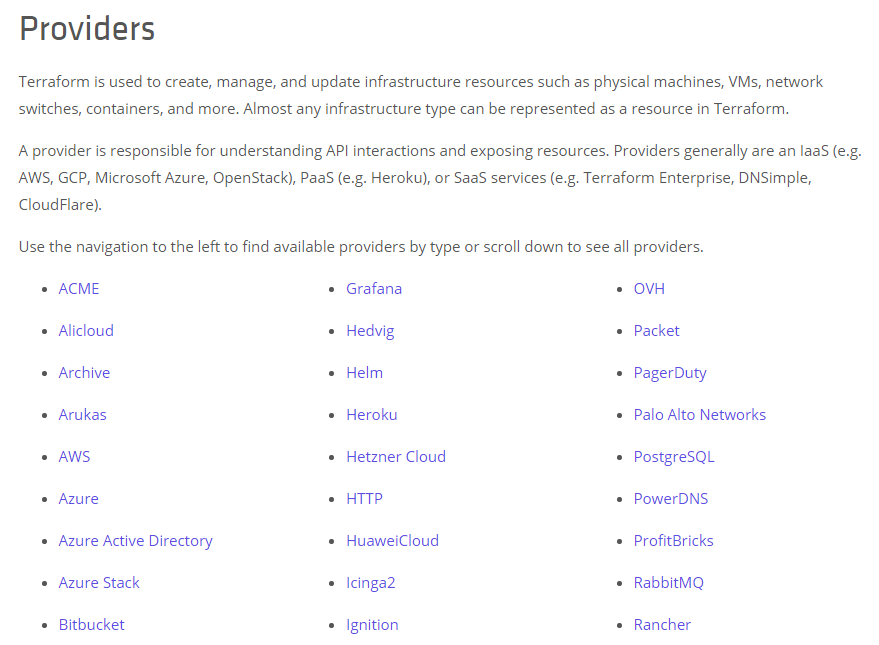 Providers
Terraform is used to create, manage, and update infrastructure resources such as physical machines, VMs, network
switches, containers, and more. Almost any infrastructure type can be represented as a resource in Terraform.
A provider is responsible for understanding API interactions and exposing resources. Providers generally are an IaaS (e.g.
AWS, GCP, Microsoft Azure, OpenStack), PaaS (e.g. Heroku), or SaaS services (e.g. Terraform Enterprise, DNSimple,
CloudFlare).
Use the navigation to the left to find available providers by type or scroll down to see all providers.
ACME
Alicloud
Archive
Arukas
AWS
Azure
Azure Active Directory
Azure Stack
Bitbucket
Grafana
Hedvig
Helm
Heroku
Hetzner Cloud
HTTP
HuaweiCloud
Icinga2
Ignition
OVH
Packet
PagerDuty
Palo Alto Networks
PostgreSQL
PowerDNS
ProfitBricks
RabbitMQ
Rancher